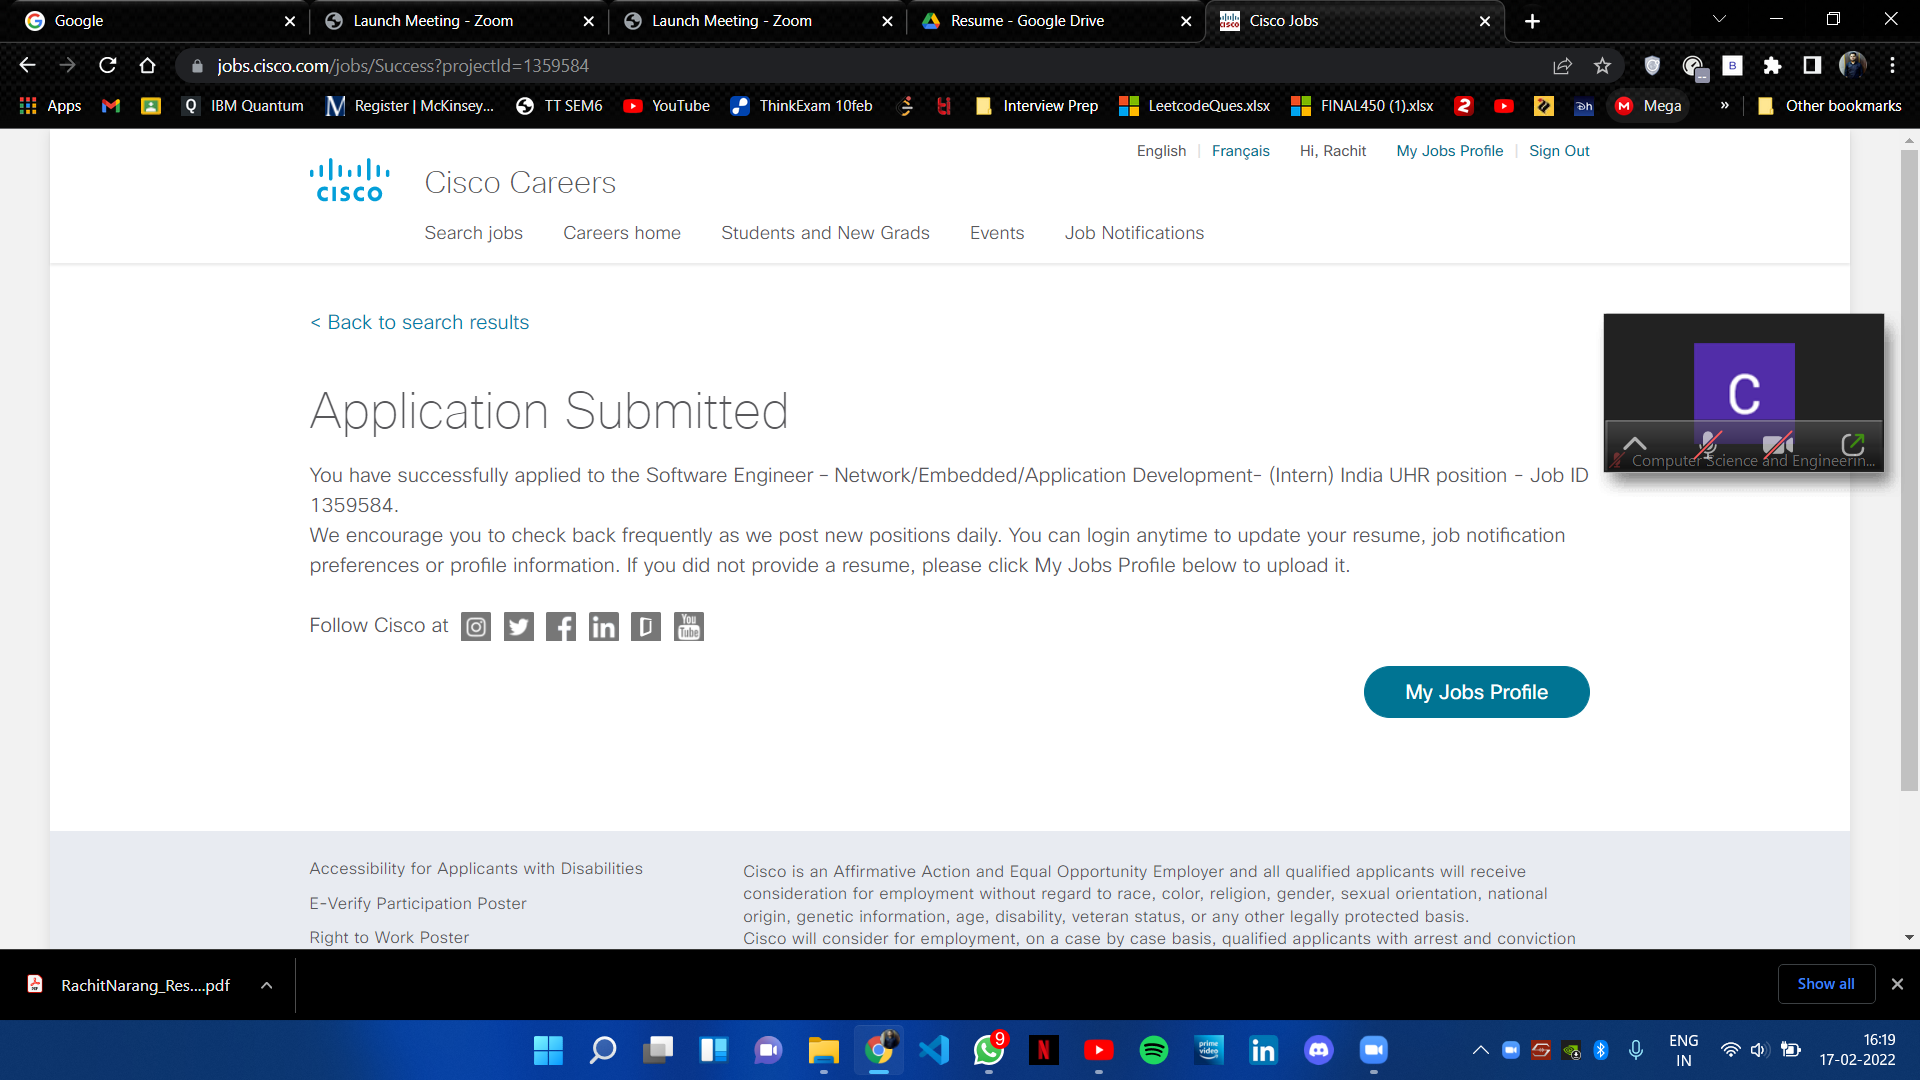 Google
Launch Meeting - Zoom
Launch Meeting - Zoom
Resume - Google Drive
Cisco Jobs
jobs.cisco.com/jobs/Success?projectId=1359584
Apps
IBM Quantum
Register | McKinsey...
TT SEM6
YouTube
ThinkExam 10feb
Interview Prep
LeetcodeQues.xlsx
FINAL450 (1).xlsx
Mega
»
Other bookmarks
English
Français
Hi, Rachit
My Jobs Profile
Sign Out
CISCO
Cisco Careers
Search jobs
Careers home
Students and New Grads
Events
Job Notifications
< Back to search results
C
Computer Science and Engineerin...
Application Submitted
You have successfully applied to the Software Engineer – Network/Embedded/Application Development- (Intern) India UHR position - Job ID
1359584.
We encourage you to check back frequently as we post new positions daily. You can login anytime to update your resume, job notification
preferences or profile information. If you did not provide a resume, please click My Jobs Profile below to upload it.
Follow Cisco at
You Tube
My Jobs Profile
Accessibility for Applicants with Disabilities
E-Verify Participation Poster
Right to Work Poster
Cisco is an Affirmative Action and Equal Opportunity Employer and all qualified applicants will receive
consideration for employment without regard to race, color, religion, gender, sexual orientation, national
origin, genetic information, age, disability, veteran status, or any other legally protected basis.
Cisco will consider for employment, on a case by case basis, qualified applicants with arrest and conviction
RachitNarang_Res....pdf
Show all
9
prime video
ENG
IN
16:19
17-02-2022